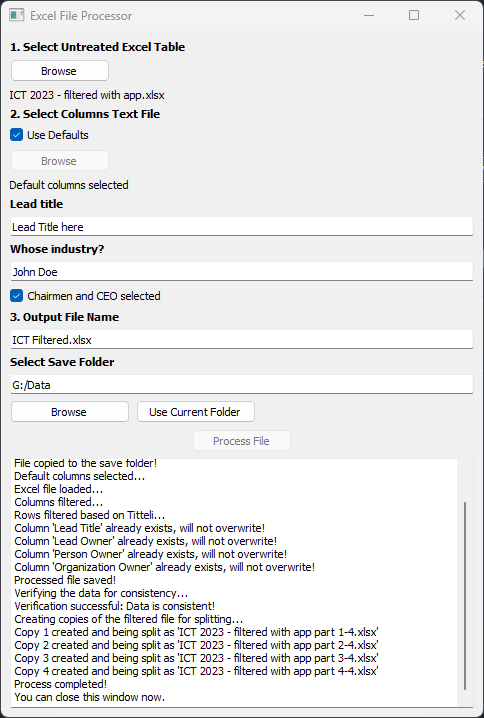 Excel File Processor
1. Select Untreated Excel Table
Browse
ICT 2023 - filtered with app.xlsx
2. Select Columns Text File
Use Defaults
Browse
Default columns selected
Lead title
Lead Title here
Whose industry?
John Doe
Chairmen and CEO selected
3. Output File Name
ICT Filtered.xlsx
Select Save Folder
G:/Data
Browse Use Current Folder
Process File
File copied to the save folder!
Default columns selected...
Excel file loaded...
Columns filtered...
Rows filtered based on Titteli...
Column 'Lead Title' already exists, will not overwrite!
Column 'Lead Owner' already exists, will not overwrite!
Column 'Person Owner' already exists, will not overwrite!
Column 'Organization Owner' already exists, will not overwrite!
Processed file saved!
Verifying the data for consistency...
Verification successful: Data is consistent!
Creating copies of the filtered file for splitting...
Copy 1 created and being split as 'ICT 2023 - filtered with app part 1-4.xlsx'
Copy 2 created and being split as 'ICT 2023 - filtered with app part 2-4.xlsx'
Copy 3 created and being split as 'ICT 2023 - filtered with app part 3-4.xlsx'
Copy 4 created and being split as 'ICT 2023 - filtered with app part 4-4.xlsx'
Process completed!
You can close this window now.